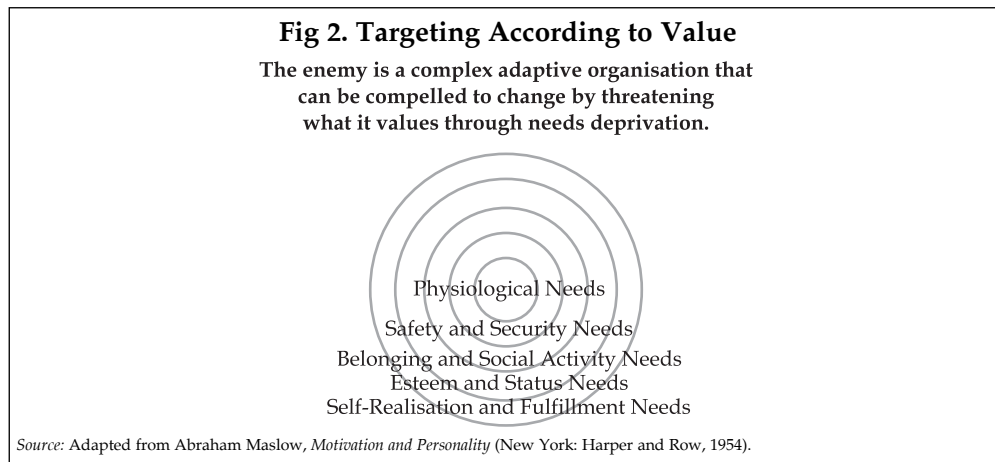 Fig 2. Targeting According to Value
The enemy is a complex adaptive organisation that
can be compelled to change by threatening
what it values through needs deprivation.
Physiological Needs
Safety and Security Needs
Belonging and Social Activity Needs
Esteem and Status Needs
Self-Realisation and Fulfillment Needs
Source: Adapted from Abraham Maslow, Motivation and Personality (New York: Harper and Row, 1954).